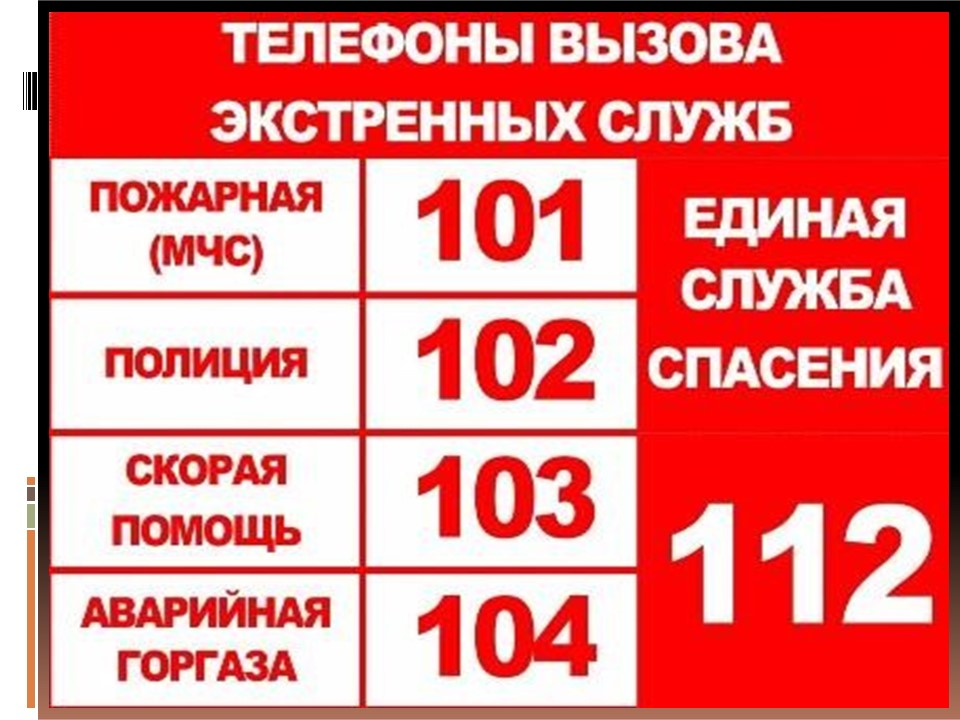 ТЕЛЕФОНЫ ВЫЗОВА
ЭКСТРЕННЫХ СЛУЖБ
ПОЖАРНАЯ
(МЧС)
101
ПОЛИЦИЯ
102
СКОРАЯ
ПОМОЩЬ
103
АВАРИЙНАЯ
ГОРГАЗА
104
ЕДИНАЯ
СЛУЖБА
СПАСЕНИЯ
112